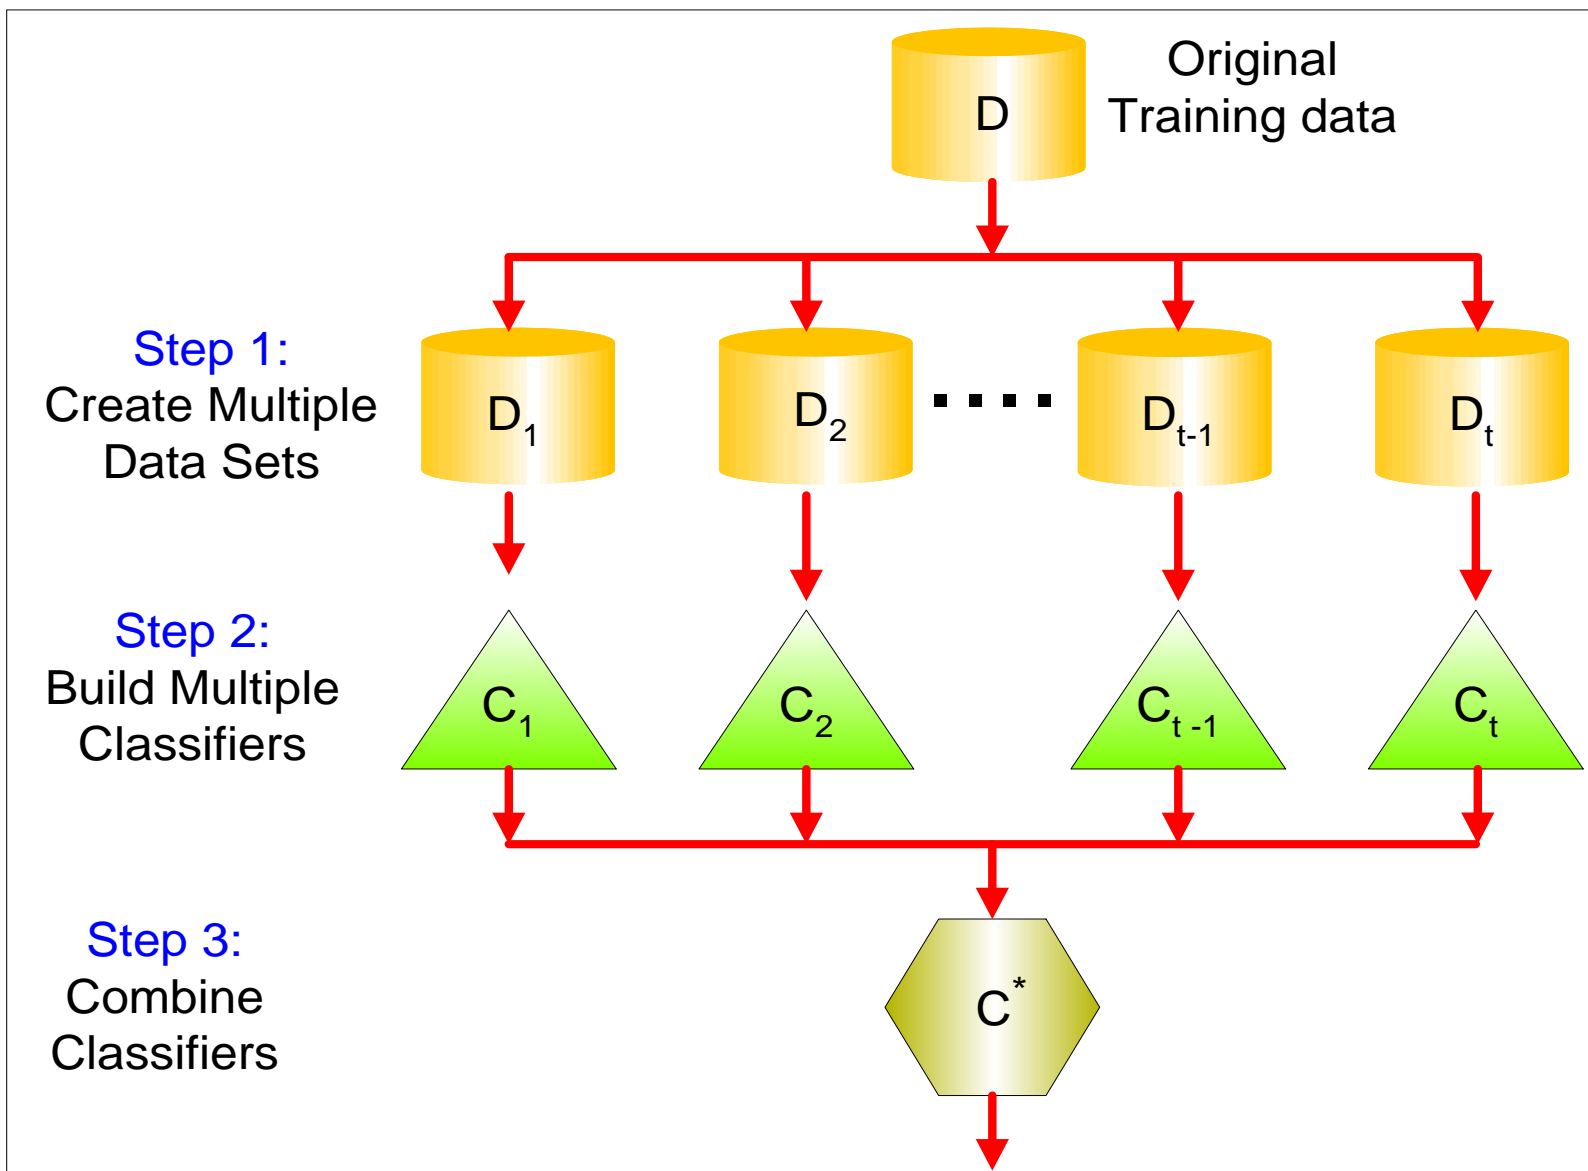 D
Original
Training data
Step 1:
Create Multiple
Data Sets
D1
D2
....
Dt-1
Dt
Step 2:
Build Multiple
Classifiers
C1
C2
Ct -1
Ct
Step 3:
Combine
Classifiers
C*